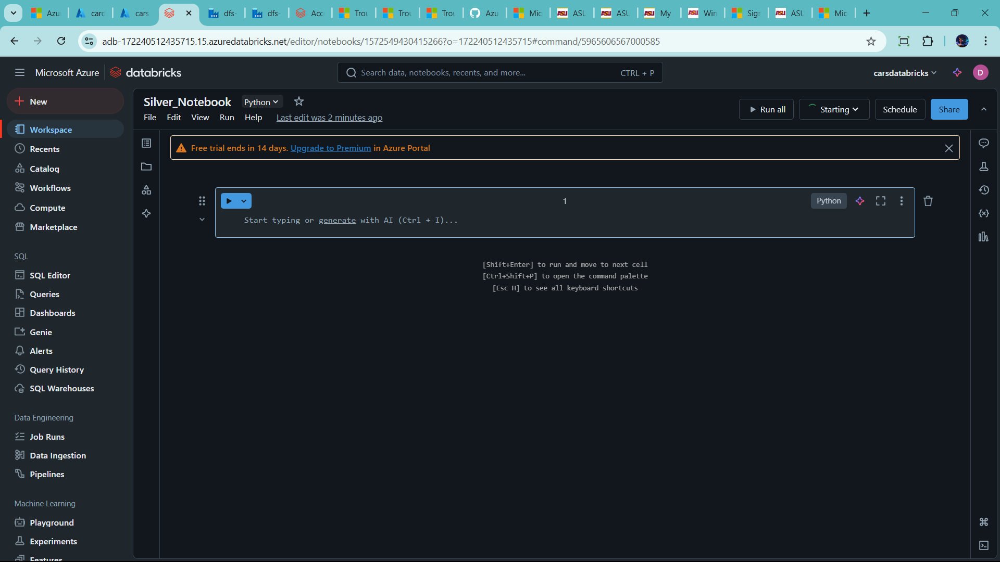 Azu
card
cars
dfs-
dfs-
Acc
Trou
Trou
Trou
Azu
Mic
ASU
ASU
My
Win
Sign
ASU
Mic
adb-172240512435715.15.azuredatabricks.net/editor/notebooks/1572549430415266?o=172240512435715#command/5965606567000585
Microsoft Azure
databricks
Search data, notebooks, recents, and more...
CTRL + P
carsdatabricks
D
New
Workspace
Recents
Catalog
Workflows
Compute
Marketplace
SQL
SQL Editor
Queries
Dashboards
Genie
Alerts
Query History
SQL Warehouses
Data Engineering
Job Runs
Data Ingestion
Pipelines
Machine Learning
Playground
Experiments
Features
Silver_Notebook
Python
File
Edit
View
Run
Help
Last edit was 2 minutes ago
Run all
Starting
Schedule
Share
Free trial ends in 14 days. Upgrade to Premium in Azure Portal
1
Python
Start typing or generate with AI (Ctrl + I)...
[Shift+Enter] to run and move to next cell
[Ctrl+Shift+P] to open the command palette
[Esc H] to see all keyboard shortcuts